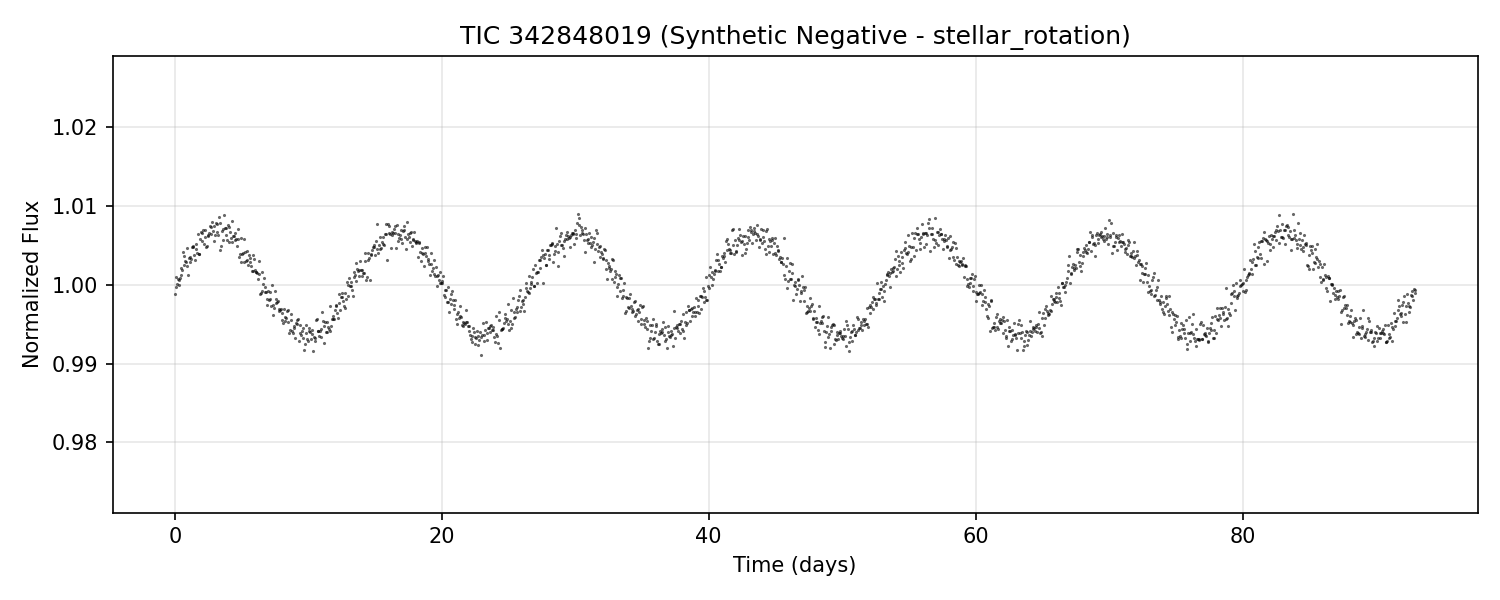 TIC 342848019 (Synthetic Negative - stellar_rotation)
Normalized Flux
1.02
1.01
1.00
0.99
0.98
0 20 40 60 80
Time (days)